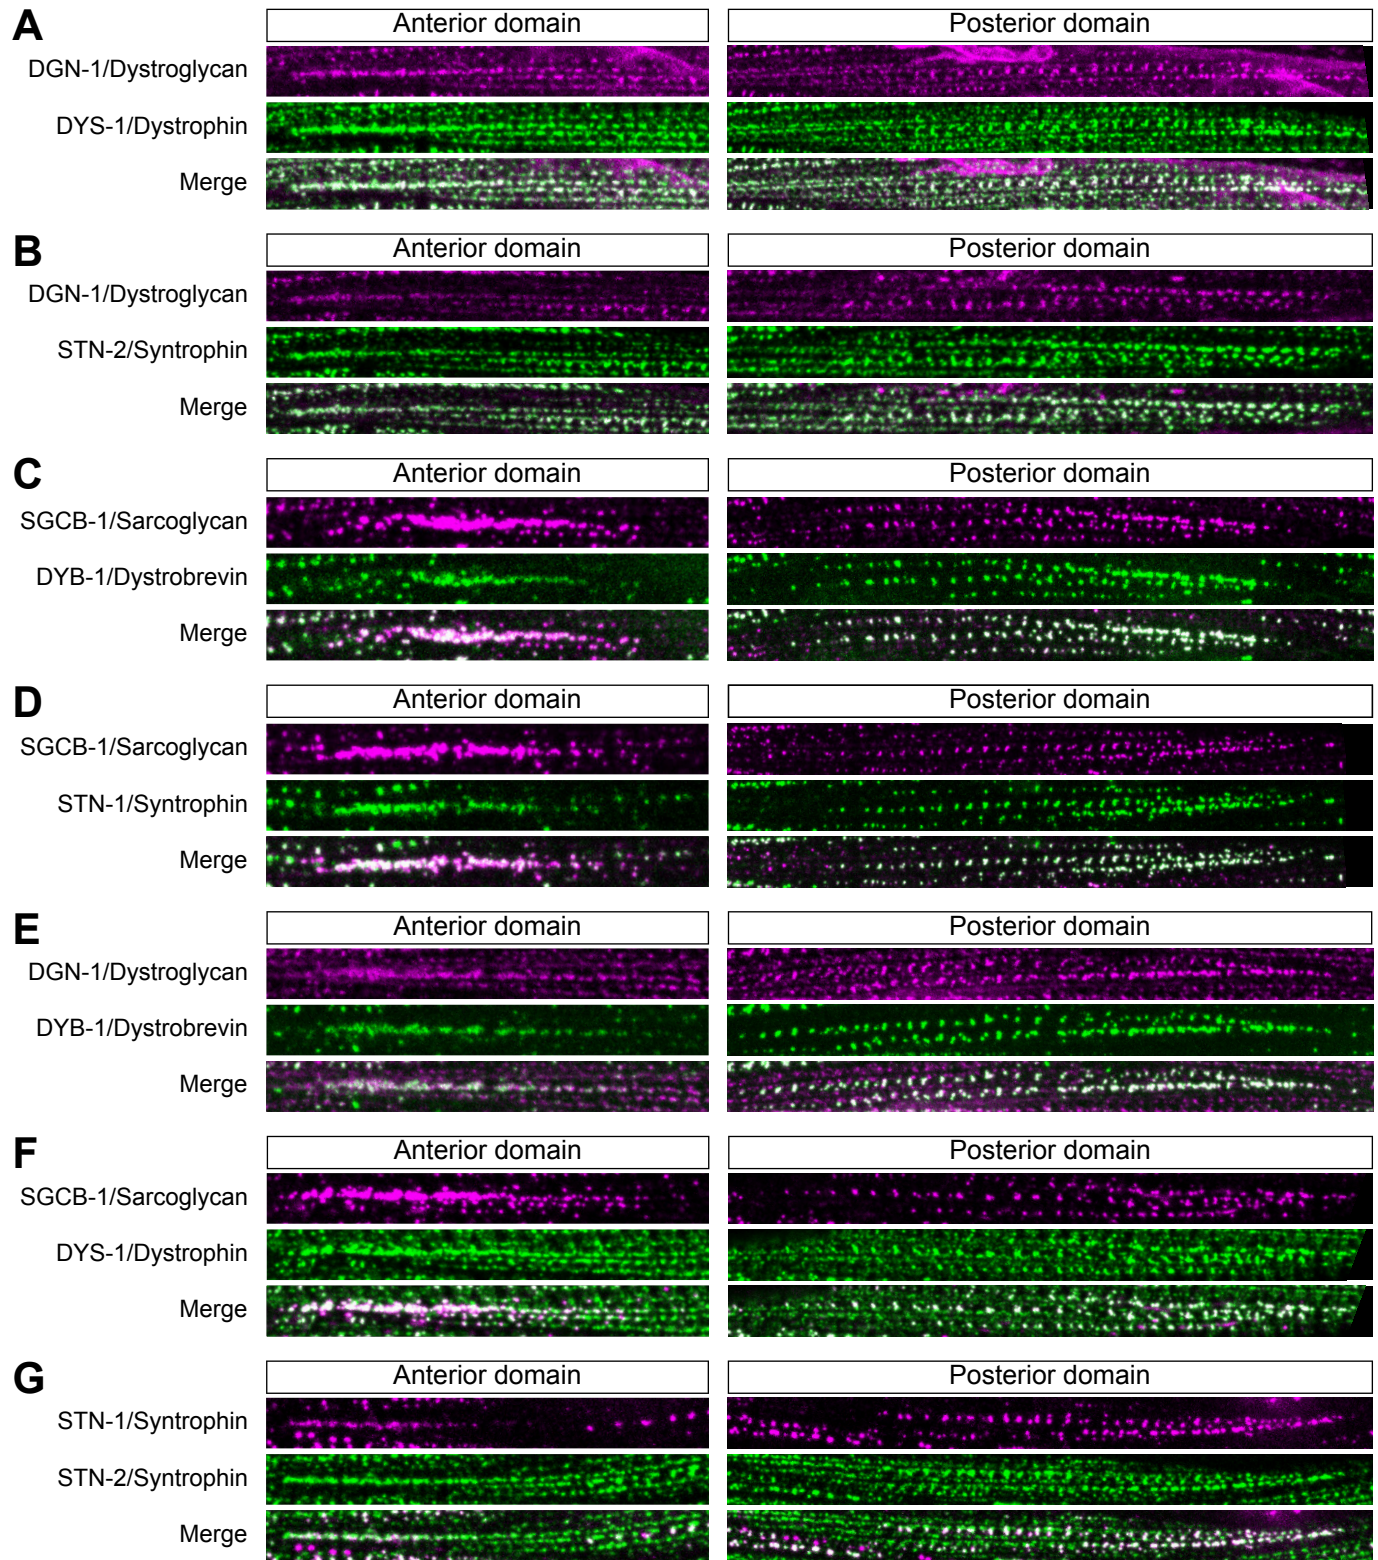 A
Anterior domain Posterior domain
DGN-1/Dystroglycan
DYS-1/Dystrophin
Merge
B
Anterior domain Posterior domain
DGN-1/Dystroglycan
STN-2/Syntrophin
Merge
C
Anterior domain Posterior domain
SGCB-1/Sarcoglycan
DYB-1/Dystrobrevin
Merge
D
Anterior domain Posterior domain
SGCB-1/Sarcoglycan
STN-1/Syntrophin
Merge
E
Anterior domain Posterior domain
DGN-1/Dystroglycan
DYB-1/Dystrobrevin
Merge
F
Anterior domain Posterior domain
SGCB-1/Sarcoglycan
DYS-1/Dystrophin
Merge
G
Anterior domain Posterior domain
STN-1/Syntrophin
STN-2/Syntrophin
Merge